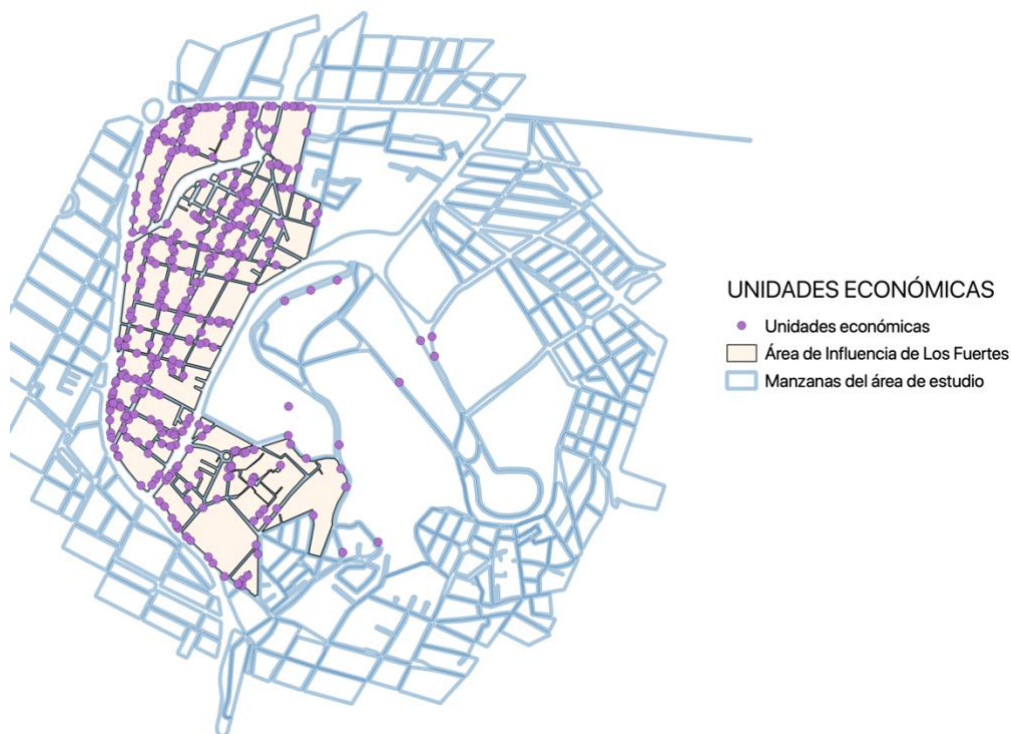 UNIDADES ECONÓMICAS
Unidades económicas
Área de Influencia de Los Fuertes
Manzanas del área de estudio